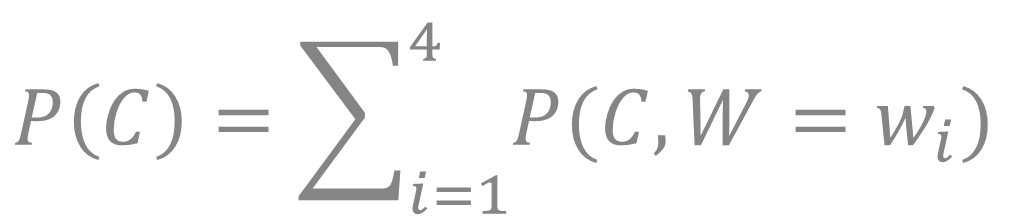 P(C) = ∑_{i=1}^{4} P(C, W = w_i)